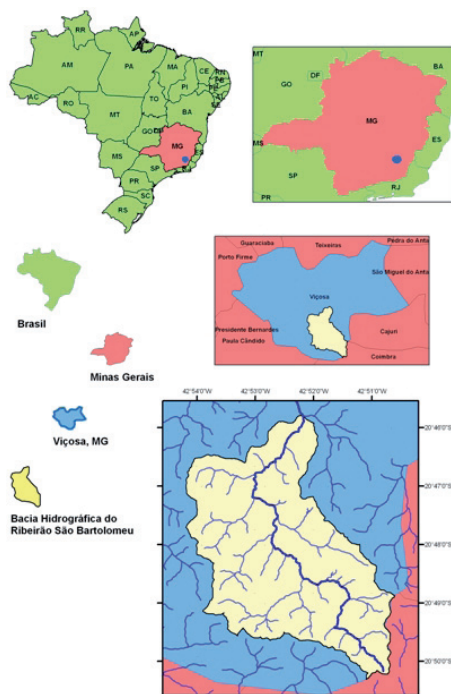 RR
AP
AM
PA
MA
CE
RN
PI
AC
RO
TO
MT
BA
GO
DF
MG
ES
MS
SP
PR
SC
RS
MT
GO
DF
BA
MG
MS
ES
SP
RJ
PR
Guaraciaba
Teixeiras
Pedra do Anta
Porto Firme
São Miguel do Anta
Viçosa
Presidente Bernardes
Paula Cândido
Cajuri
Coimbra
Brasil
Minas Gerais
Viçosa, MG
Bacia Hidrográfica do
Ribeirão São Bartolomeu
42°54'0"W 42°53'0"W 42°52'0"W 42°51'0"W
20°46'0"S
20°47'0"S
20°48'0"S
20°49'0"S
20°50'0"S